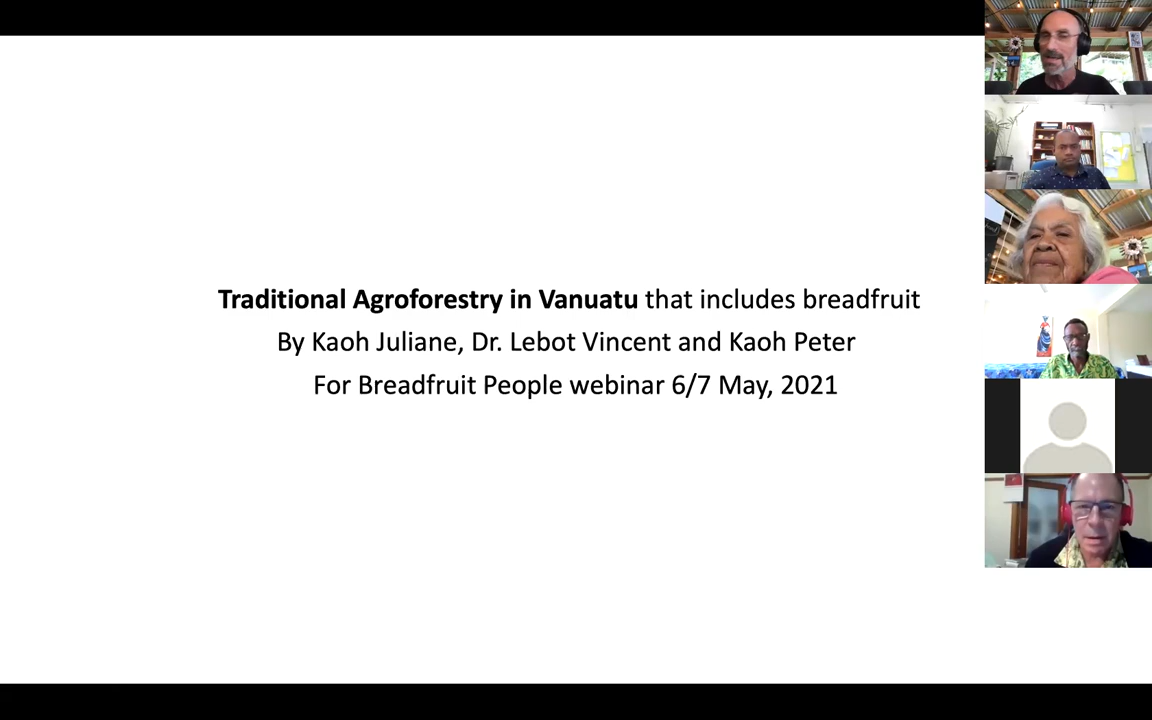 Traditional Agroforestry in Vanuatu that includes breadfruit
By Kaoh Juliane, Dr. Lebot Vincent and Kaoh Peter
For Breadfruit People webinar 6/7 May, 2021